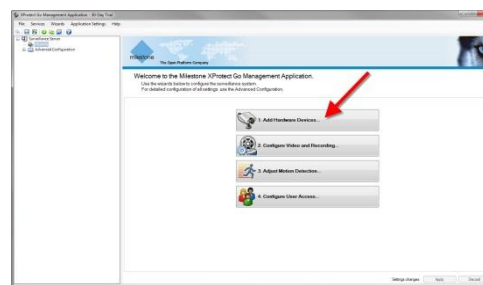 XProtect Go Management Application - 30 Day Trial
File Services Wizards Application Settings Help
Surveillance Server
Advanced Configuration
milestone
The Open Platform Company
Welcome to the Milestone XProtect Go Management Application.
Use the wizards below to configure the surveillance system.
For detailed configuration of all settings, use the Advanced Configuration.
1. Add Hardware Devices...
2. Configure Video and Recording...
3. Adjust Motion Detection...
4. Configure User Access...
Settings changes: Apply Discard